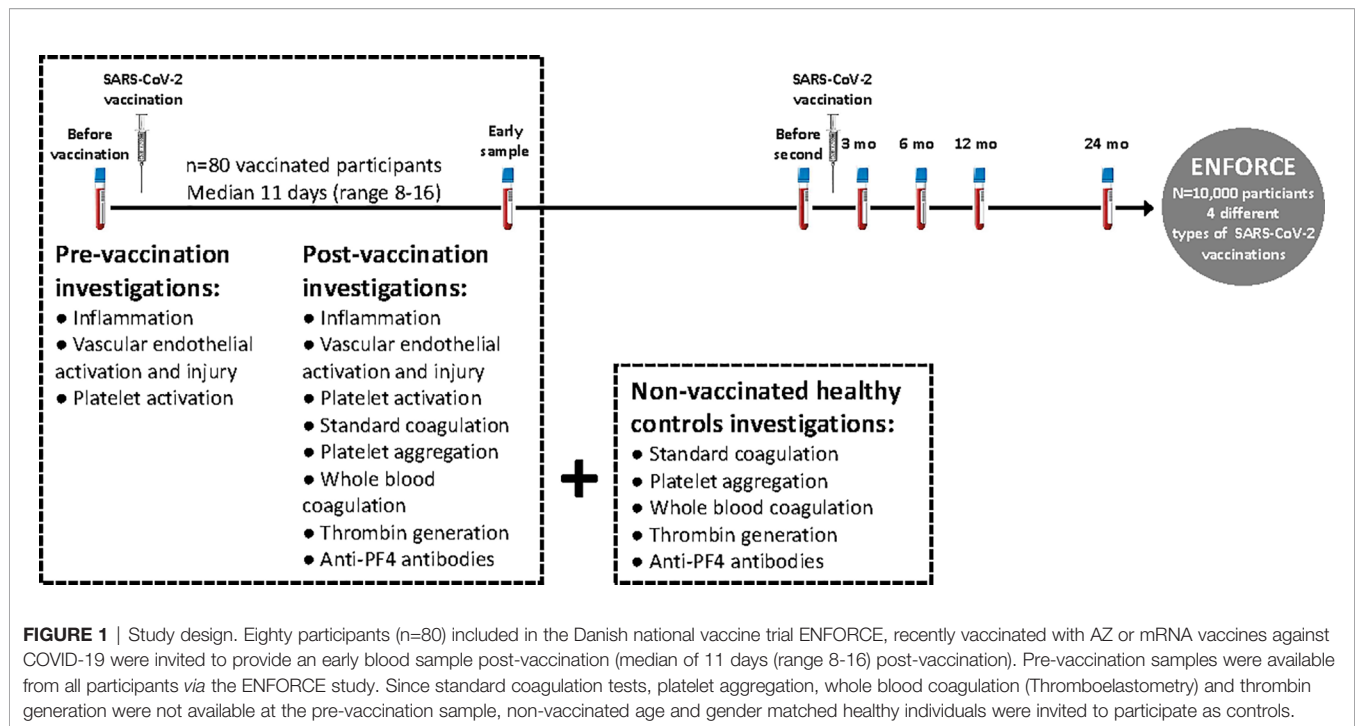 SARS-CoV-2
vaccination
Before
vaccination
n=80 vaccinated participants
Median 11 days (range 8-16)
Early
sample
SARS-CoV-2
vaccination
Before
second
3 mo
6 mo
12 mo
24 mo
ENFORCE
N=10,000 particiants
4 different
types of SARS-CoV-2
vaccinations
Pre-vaccination
investigations:
● Inflammation
● Vascular endothelial
activation and injury
● Platelet activation
Post-vaccination
investigations:
● Inflammation
● Vascular endothelial
activation and injury
● Platelet activation
● Standard coagulation
● Platelet aggregation
● Whole blood
coagulation
● Thrombin generation
● Anti-PF4 antibodies
+
Non-vaccinated healthy
controls investigations:
● Standard coagulation
● Platelet aggregation
● Whole blood coagulation
● Thrombin generation
● Anti-PF4 antibodies
FIGURE 1 | Study design. Eighty participants (n=80) included in the Danish national vaccine trial ENFORCE, recently vaccinated with AZ or mRNA vaccines against
COVID-19 were invited to provide an early blood sample post-vaccination (median of 11 days (range 8-16) post-vaccination). Pre-vaccination samples were available
from all participants via the ENFORCE study. Since standard coagulation tests, platelet aggregation, whole blood coagulation (Thromboelastometry) and thrombin
generation were not available at the pre-vaccination sample, non-vaccinated age and gender matched healthy individuals were invited to participate as controls.